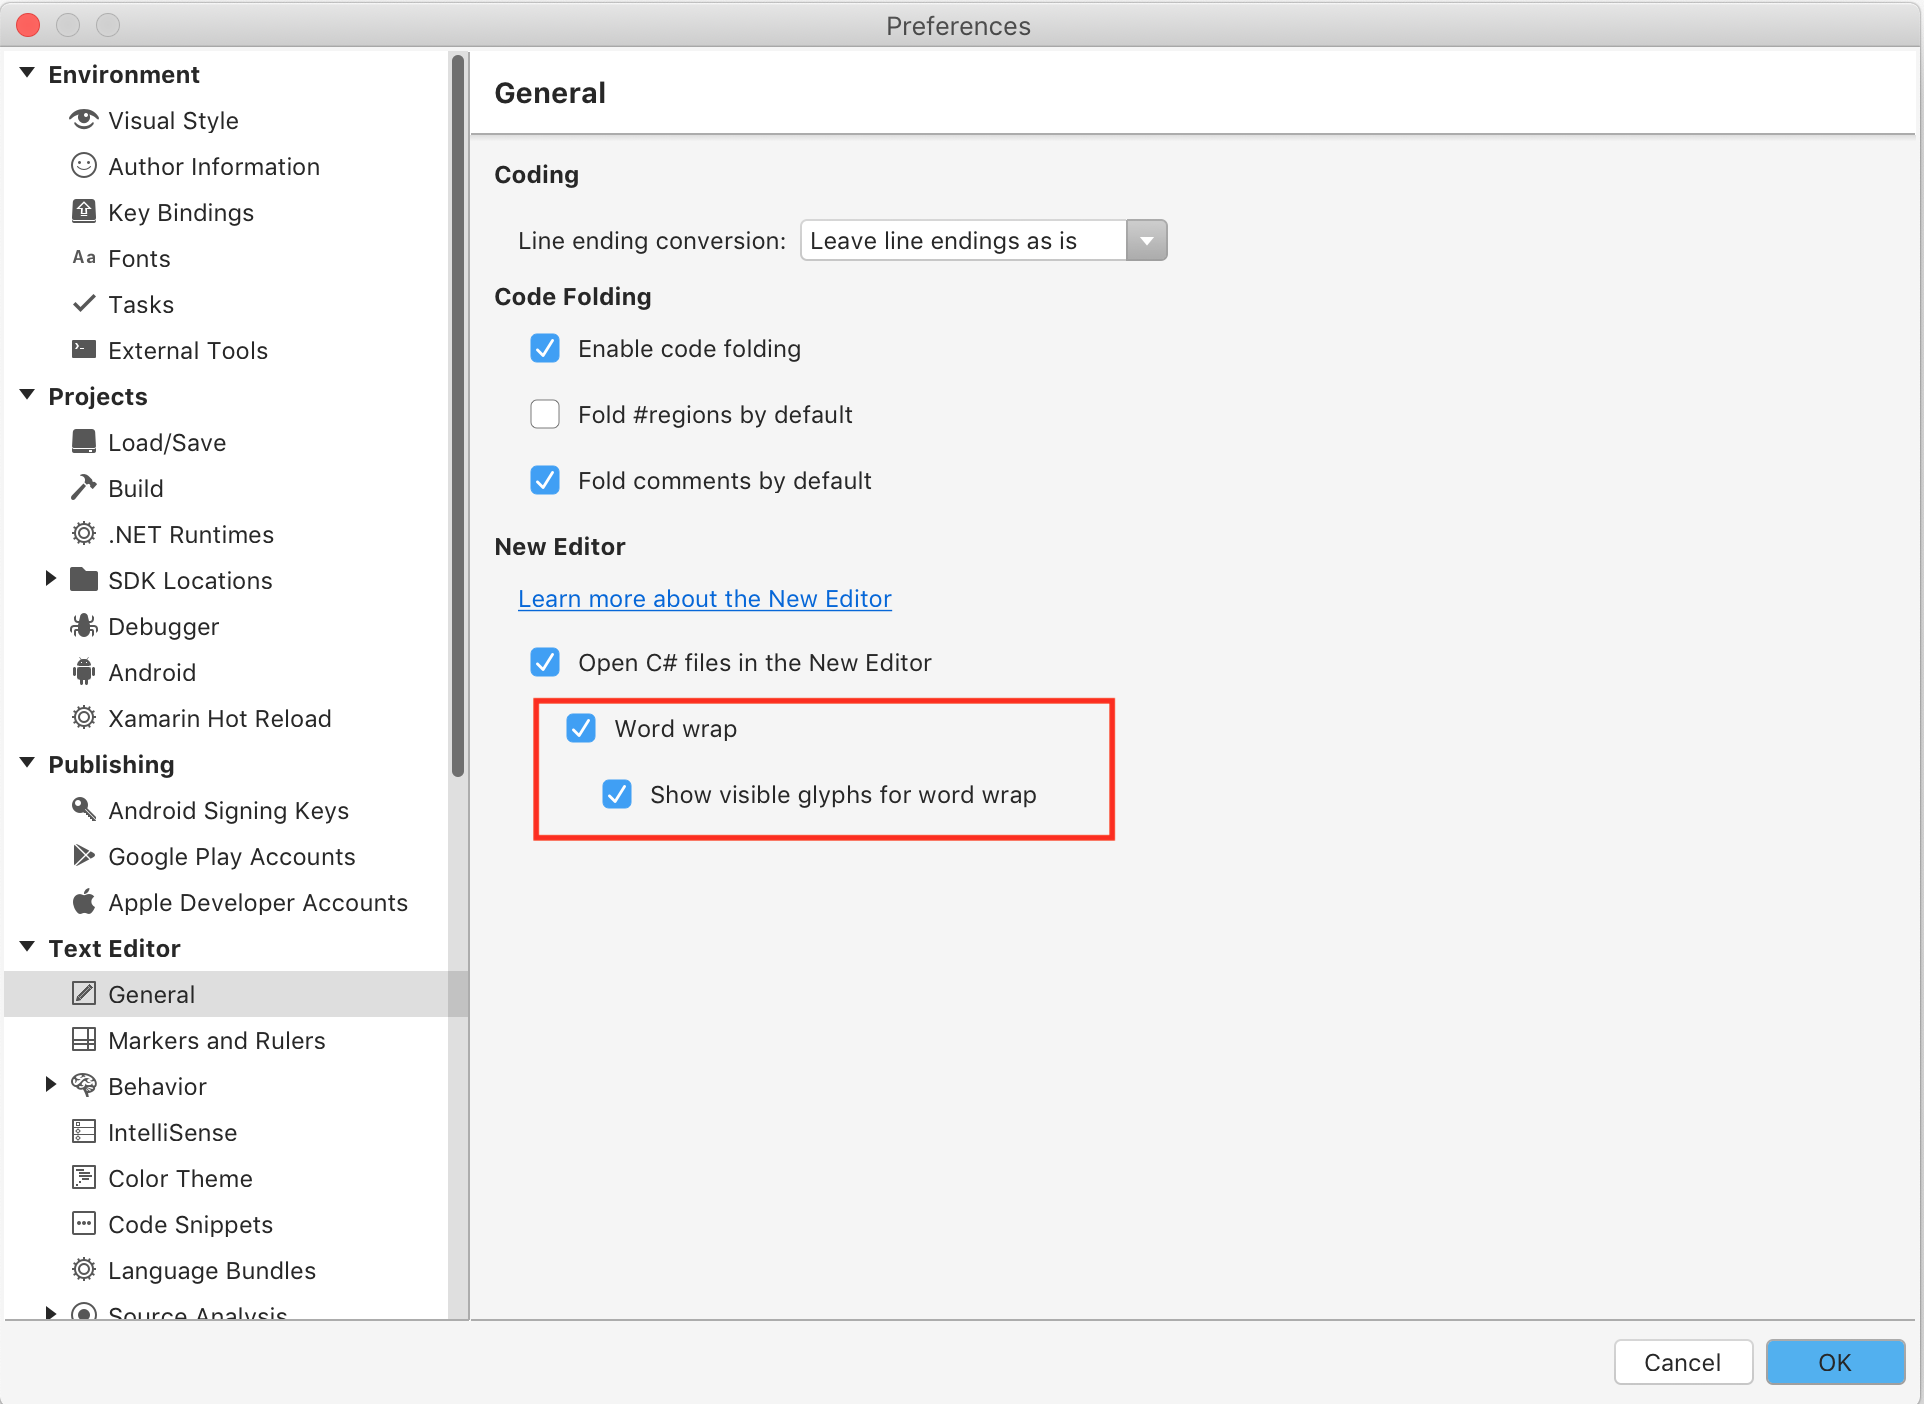 Preferences
Environment
Visual Style
Author Information
Key Bindings
Aa Fonts
Tasks
External Tools
Projects
Load/Save
Build
.NET Runtimes
SDK Locations
Debugger
Android
Xamarin Hot Reload
Publishing
Android Signing Keys
Google Play Accounts
Apple Developer Accounts
Text Editor
General
Markers and Rulers
Behavior
IntelliSense
Color Theme
Code Snippets
Language Bundles
Source Analysis
General
Coding
Line ending conversion: Leave line endings as is
Code Folding
Enable code folding
Fold #regions by default
Fold comments by default
New Editor
Learn more about the New Editor
Open C# files in the New Editor
Word wrap
Show visible glyphs for word wrap
Cancel OK